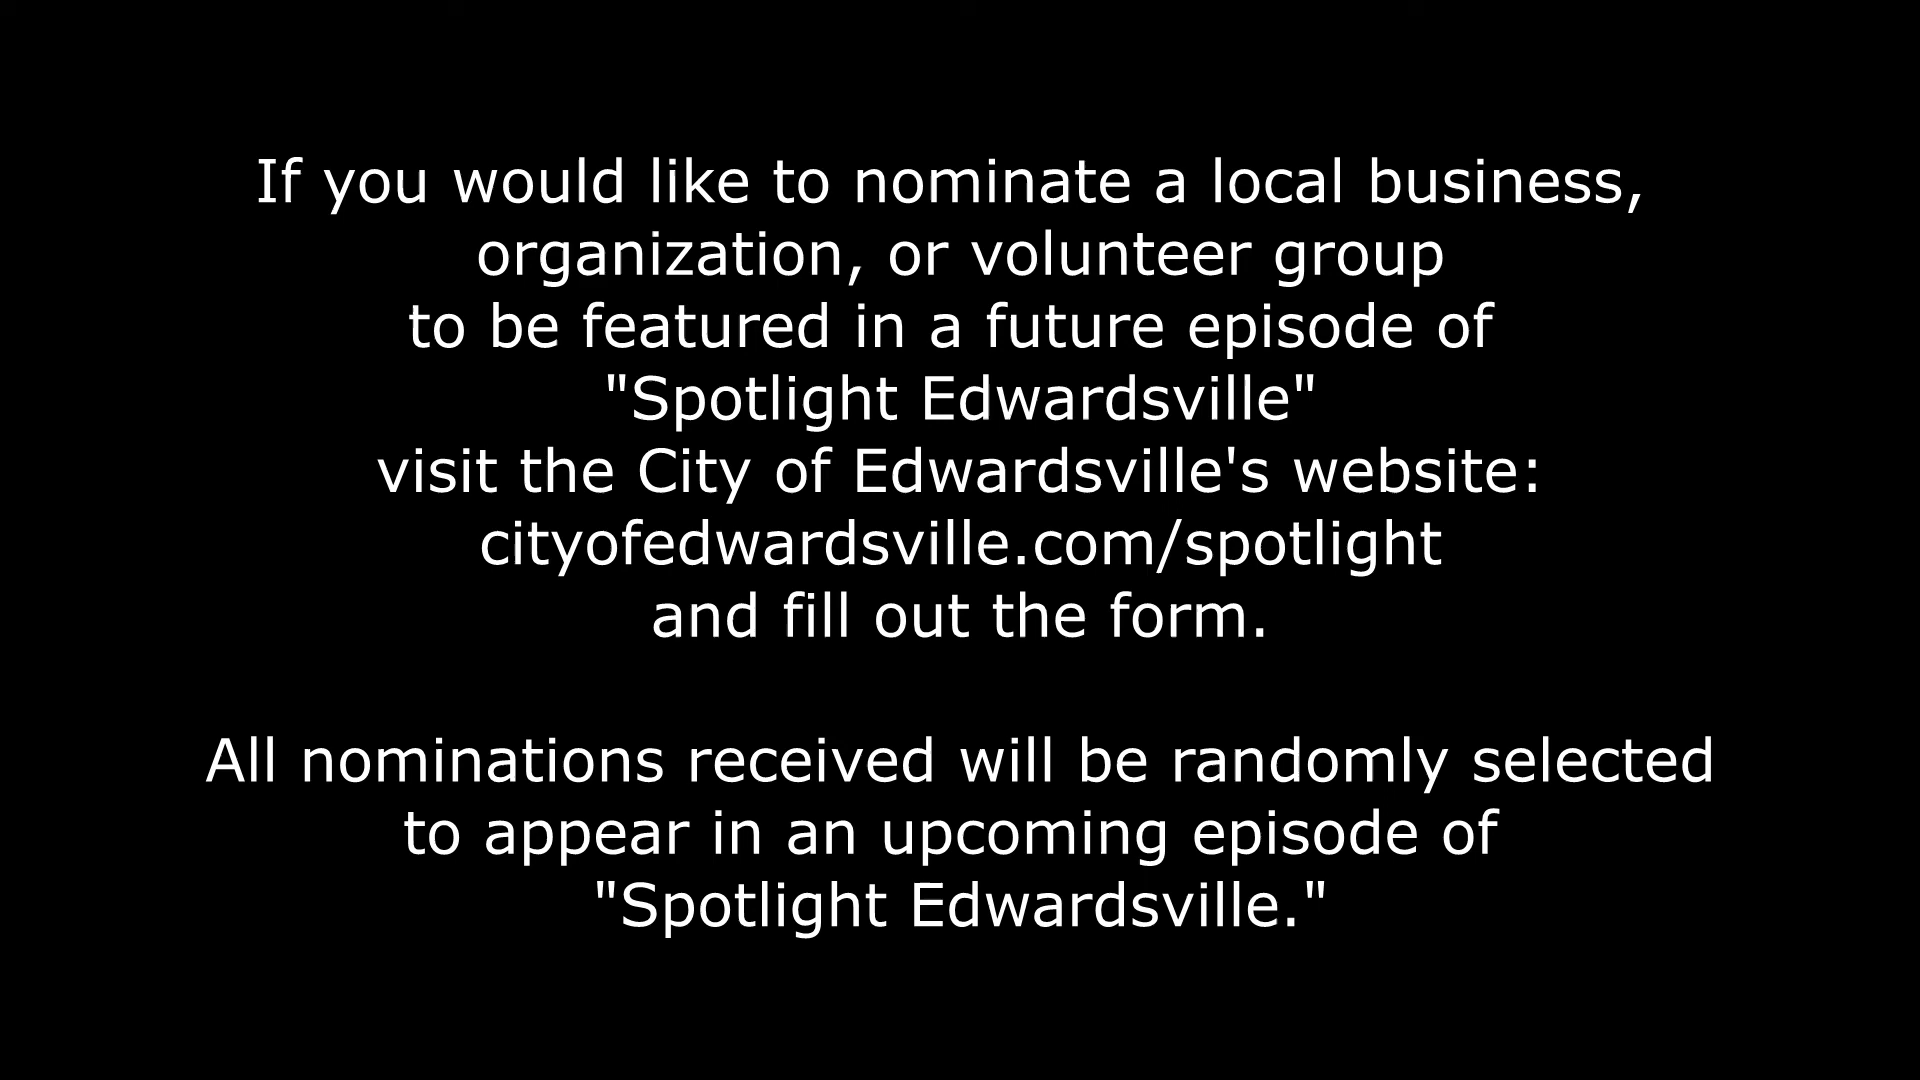 If you would like to nominate a local business,
organization, or volunteer group
to be featured in a future episode of
"Spotlight Edwardsville"
visit the City of Edwardsville's website:
cityofedwardsville.com/spotlight
and fill out the form.
All nominations received will be randomly selected
to appear in an upcoming episode of
"Spotlight Edwardsville."